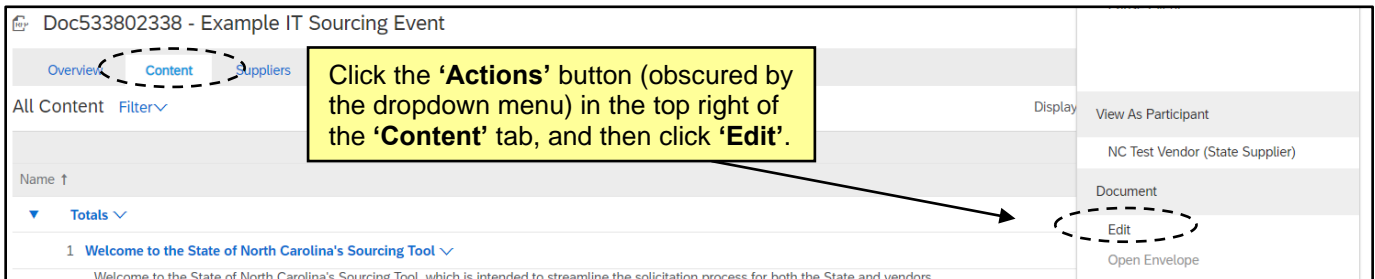 Doc533802338 - Example IT Sourcing Event
Overview Content Suppliers
Click the ‘Actions’ button (obscured by
the dropdown menu) in the top right of
the ‘Content’ tab, and then click ‘Edit’.
All Content Filter
Display
View As Participant
NC Test Vendor (State Supplier)
Name ↑
Document
Totals
Edit
1 Welcome to the State of North Carolina's Sourcing Tool
Open Envelope
Welcome to the State of North Carolina's Sourcing Tool, which is intended to streamline the solicitation process for both the State and vendors